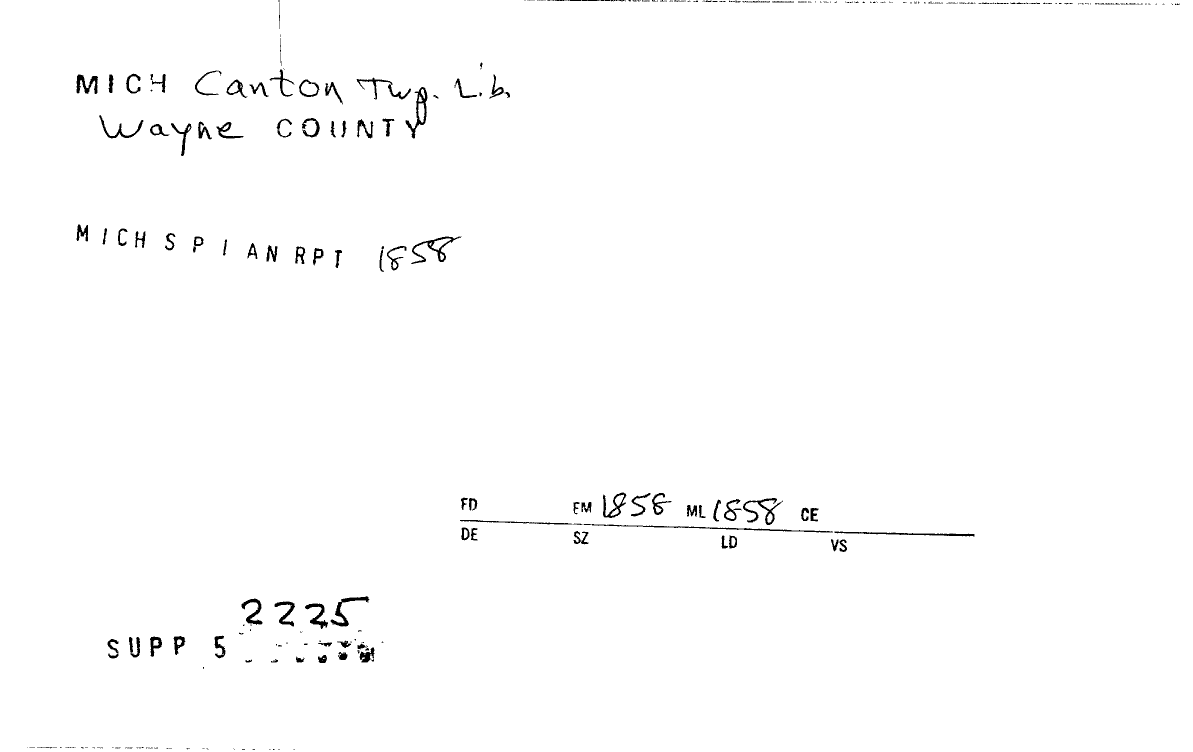 MICH Canton Twp. Lib.
Wayne COUNTY
MICH S P I AN RPT 1858
FD EM 1858 ML 1858 CE
DE SZ LD VS
2225
SUPP 5